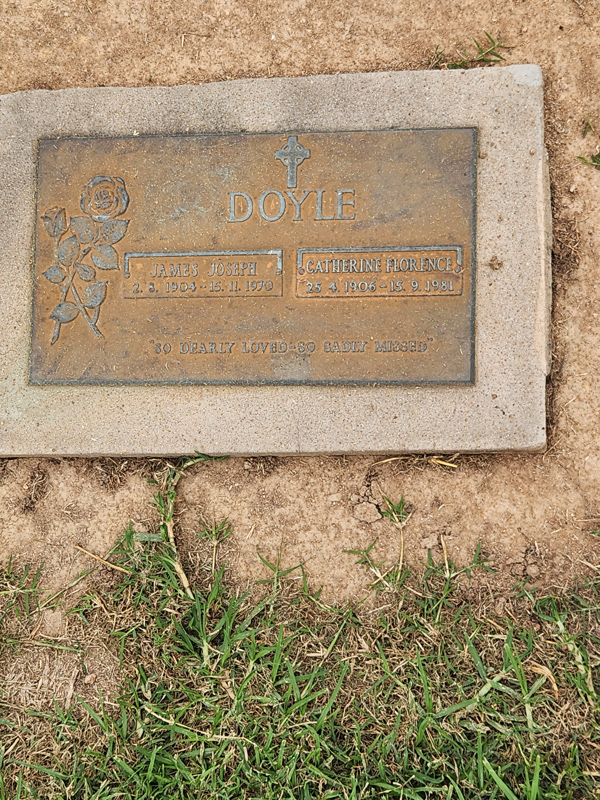 DOYLE
JAMES JOSEPH
2. 8. 1904 - 15. 11. 1970
CATHERINE FLORENCE
25. 4. 1906 - 15. 9. 1981
"SO DEARLY LOVED - SO SADLY MISSED"